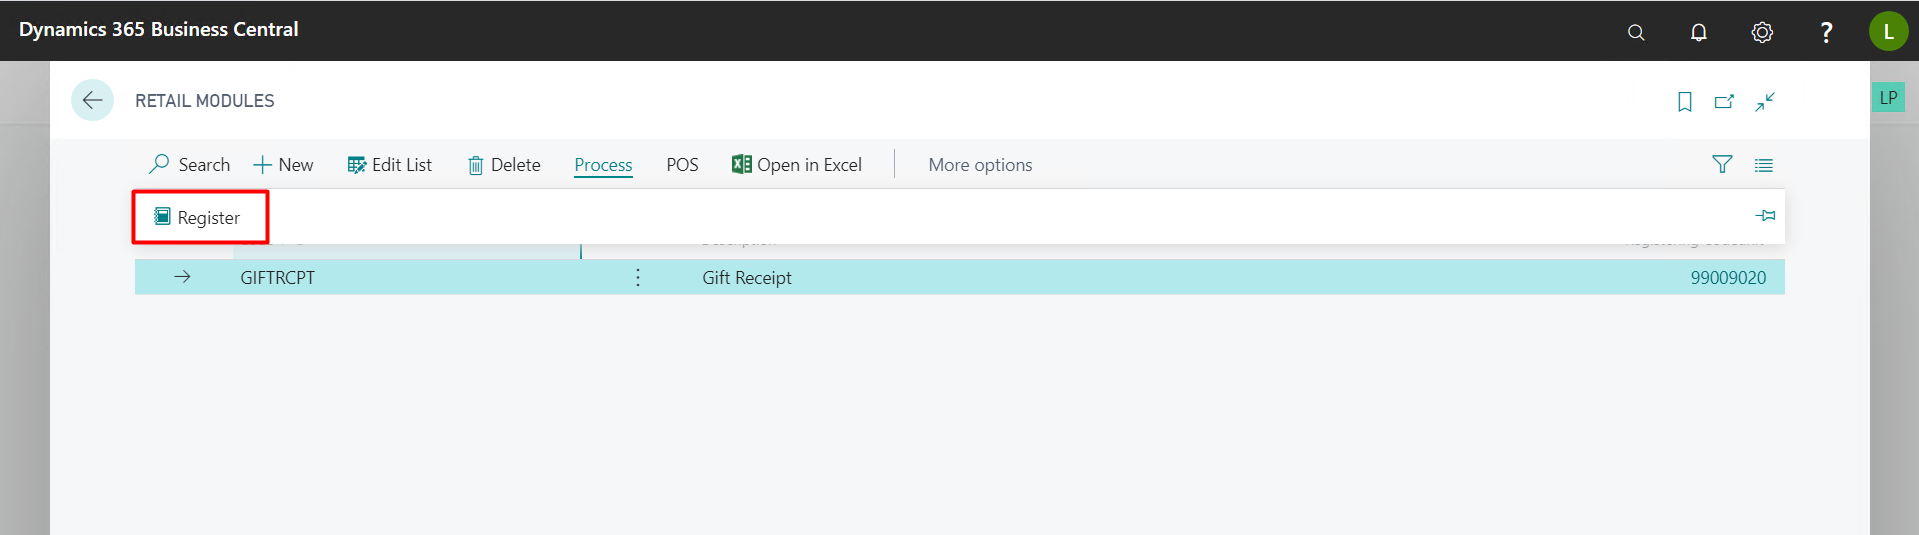 Dynamics 365 Business Central
? L
RETAIL MODULES
LP
Search New Edit List Delete Process POS Open in Excel More options
Register
GIFTRCPT Gift Receipt 99009020